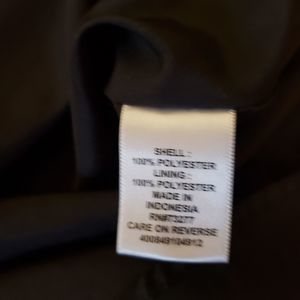 SHELL :
100% POLYESTER
LINING :
100% POLYESTER
MADE IN
INDONESIA
RN#73277
CARE ON REVERSE
400849104912